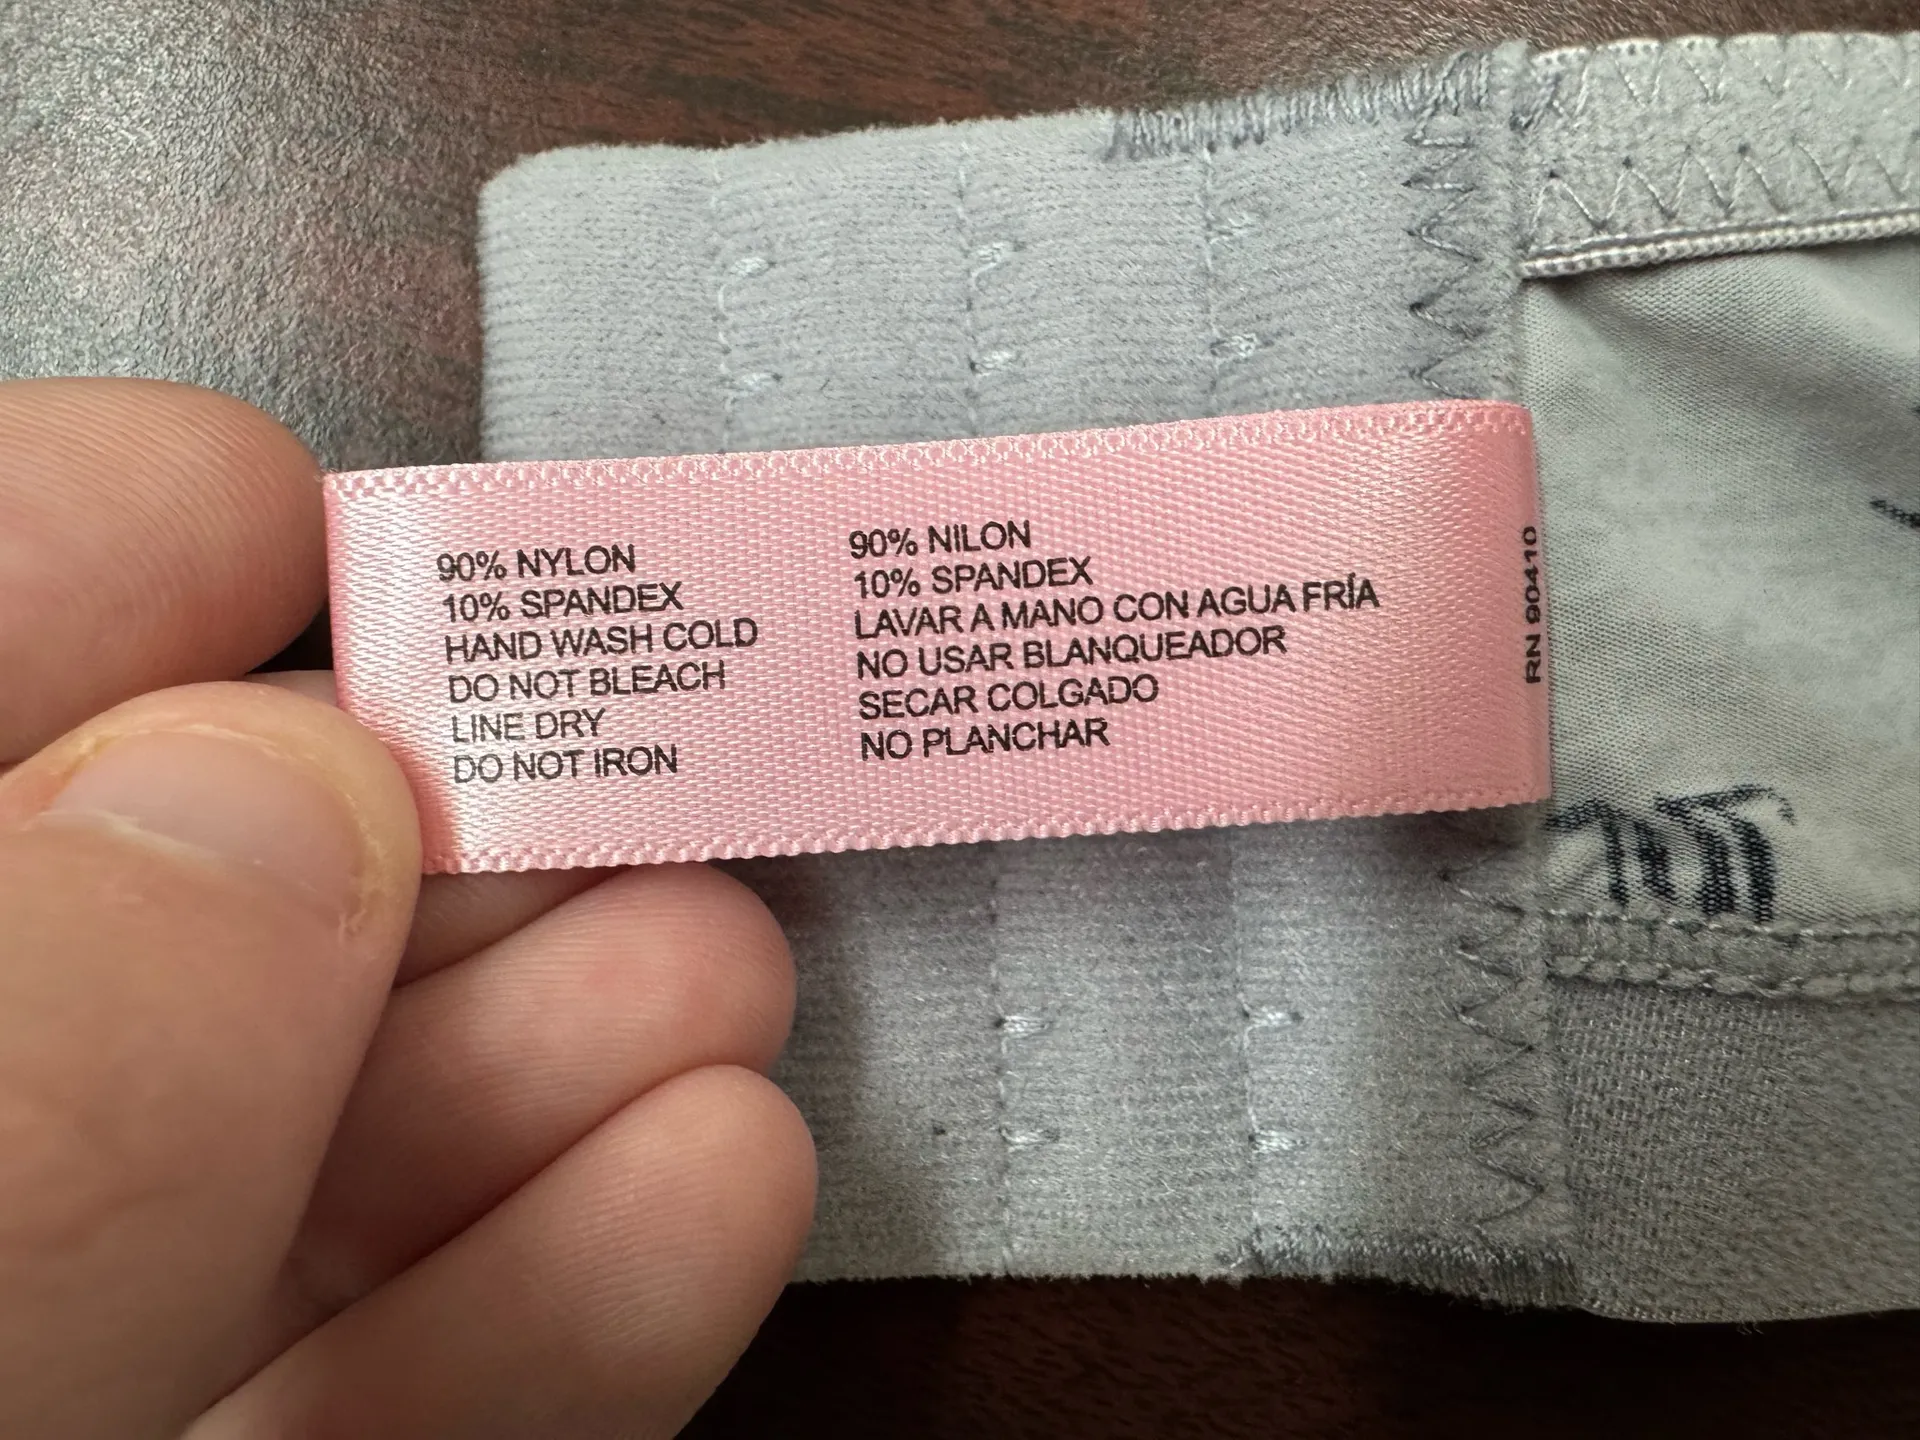 90% NYLON
10% SPANDEX
HAND WASH COLD
DO NOT BLEACH
LINE DRY
DO NOT IRON
90% NILON
10% SPANDEX
LAVAR A MANO CON AGUA FRÍA
NO USAR BLANQUEADOR
SECAR COLGADO
NO PLANCHAR
RN 90410